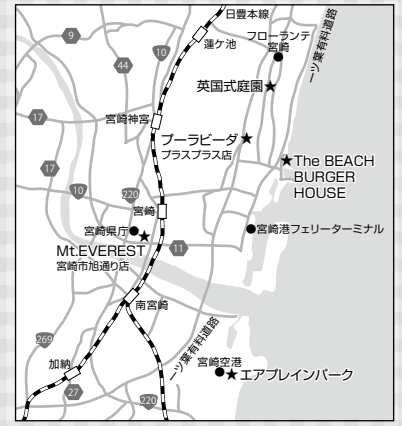 日豊本線
一ツ葉有料道路
9
蓮ケ池
フローランテ
宮崎
10
44
英国式庭園
17
宮崎神宮
プーラビーダ
プラスプラス店
The BEACH
BURGER
HOUSE
17
10
220
宮崎
宮崎県庁
宮崎港フェリーターミナル
Mt.EVEREST
宮崎市旭通り店
11
南宮崎
一ツ葉有料道路
269
加納
宮崎空港
エアプレインパーク
27
220